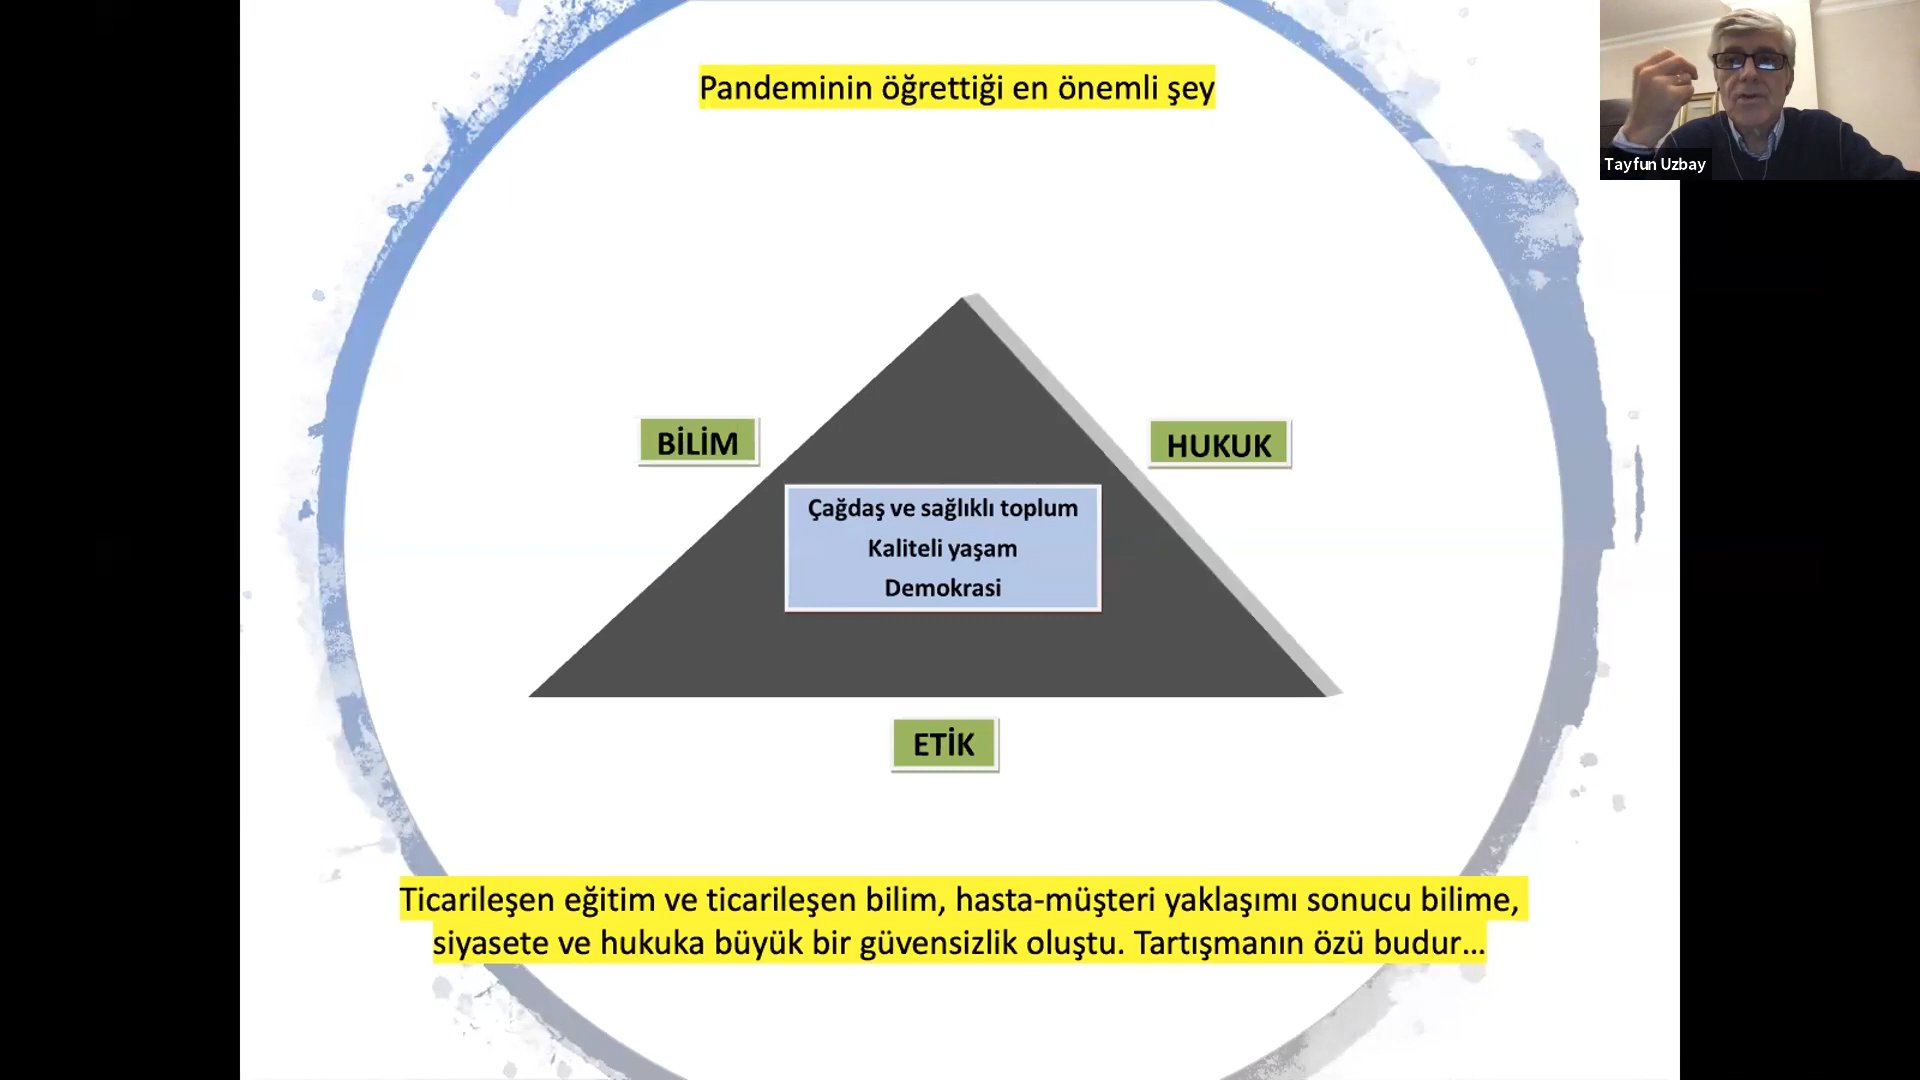 Pandeminin öğrettiği en önemli şey
Tayfun Uzbay
BİLİM
HUKUK
Çağdaş ve sağlıklı toplum
Kaliteli yaşam
Demokrasi
ETİK
Ticarileşen eğitim ve ticarileşen bilim, hasta-müşteri yaklaşımı sonucu bilime,
siyasete ve hukuka büyük bir güvensizlik oluştu. Tartışmanın özü budur...